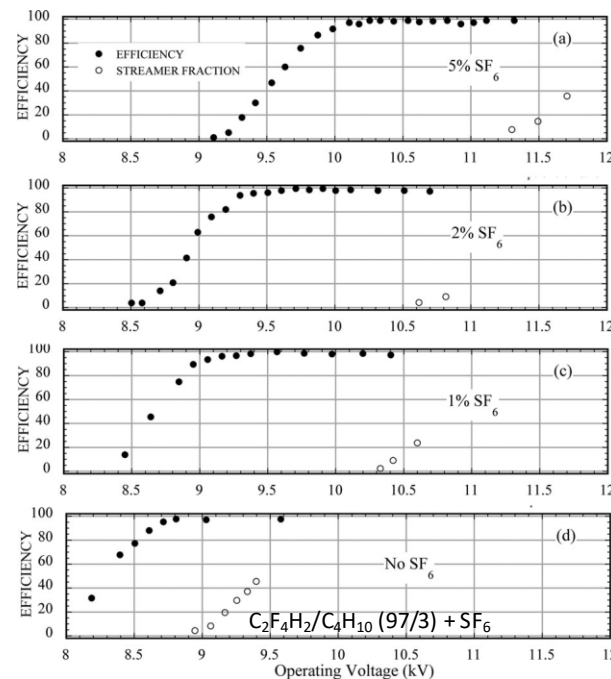 100
80
60
40
20
0
EFFICIENCY
● EFFICIENCY
○ STREAMER FRACTION
(a)
5% SF6
8 8.5 9 9.5 10 10.5 11 11.5 12
100
80
60
40
20
0
EFFICIENCY
(b)
2% SF6
8 8.5 9 9.5 10 10.5 11 11.5 12
100
80
60
40
20
0
EFFICIENCY
(c)
1% SF6
8 8.5 9 9.5 10 10.5 11 11.5 12
100
80
60
40
20
0
EFFICIENCY
(d)
No SF6
C2F4H2/C4H10 (97/3) + SF6
8 8.5 9 9.5 10 10.5 11 11.5 12
Operating Voltage (kV)